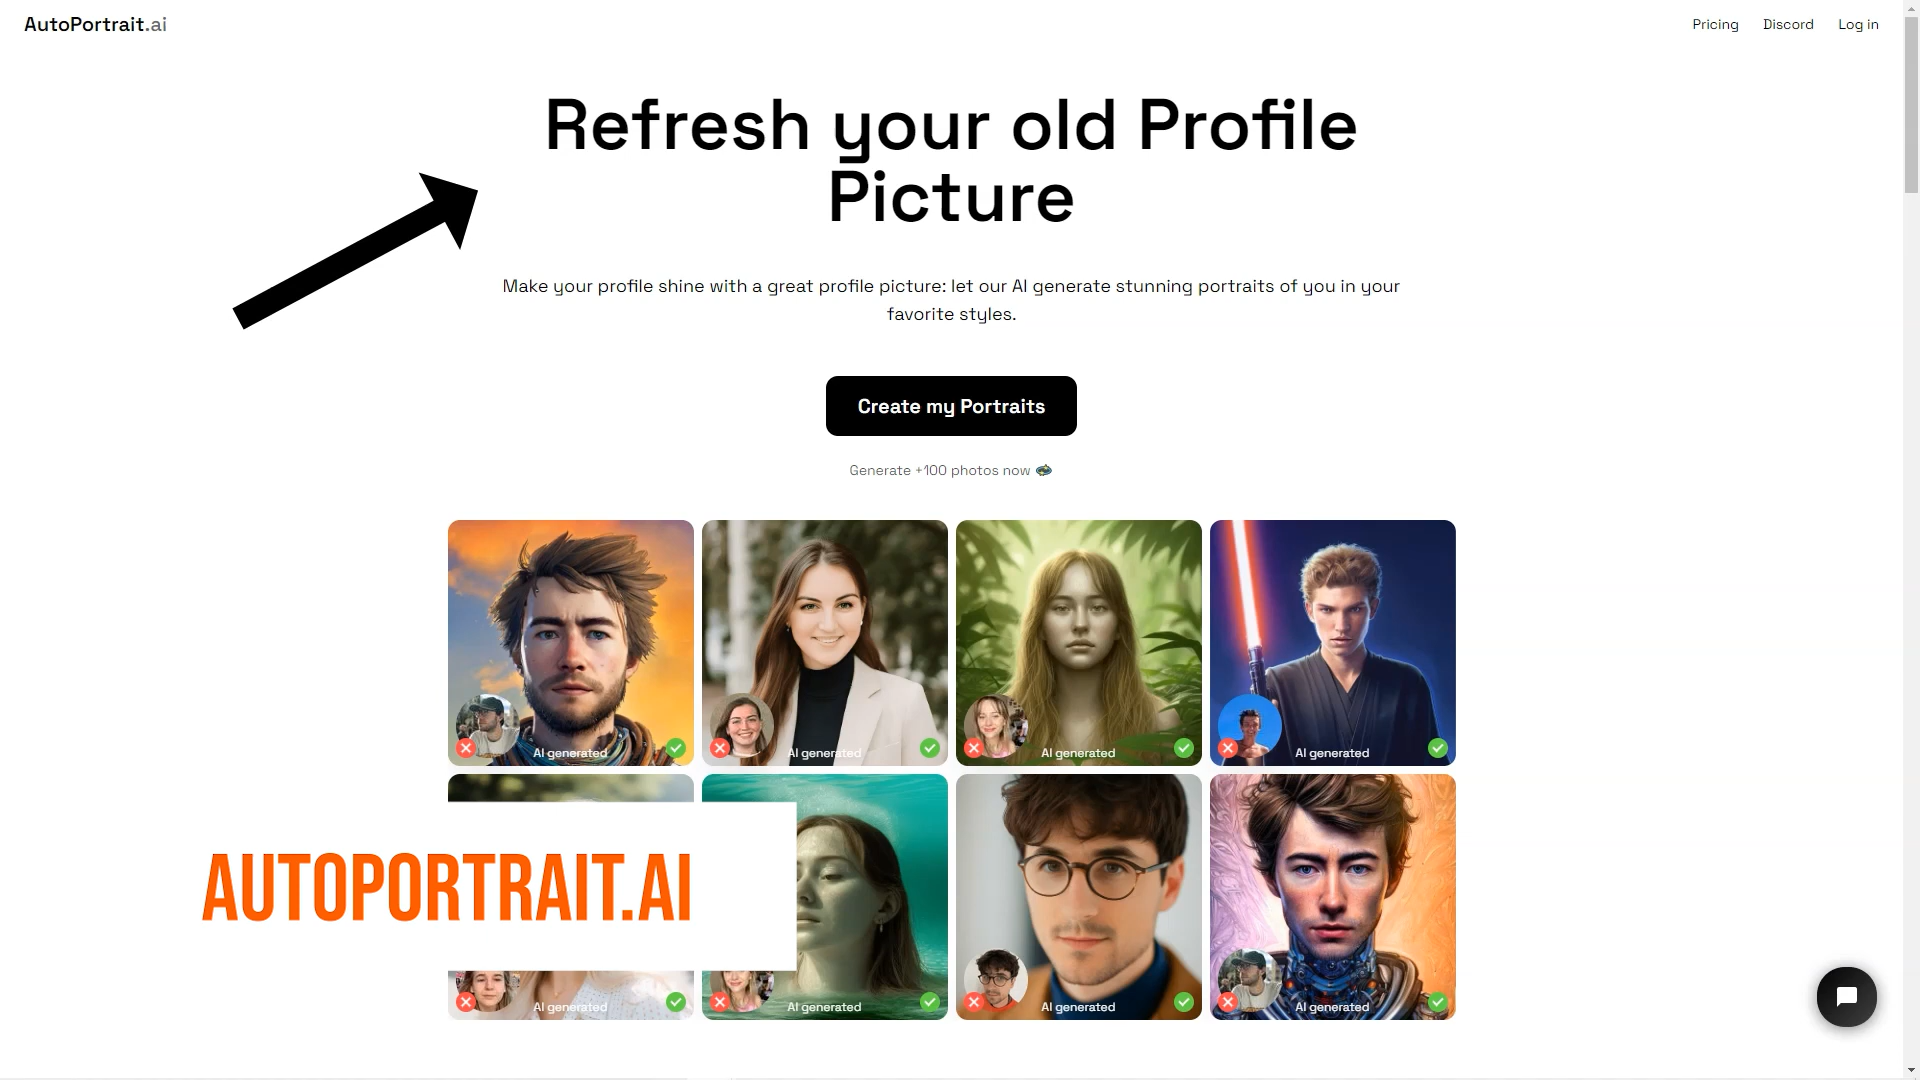 AutoPortrait.ai
Pricing
Discord
Log in
Refresh your old Profile
Picture
Make your profile shine with a great profile picture: let our AI generate stunning portraits of you in your
favorite styles.
Create my Portraits
Generate +100 photos now
AI generated
AI generated
AI generated
AI generated
AUTOPORTRAIT.AI
AI generated
AI generated
AI generated
AI generated